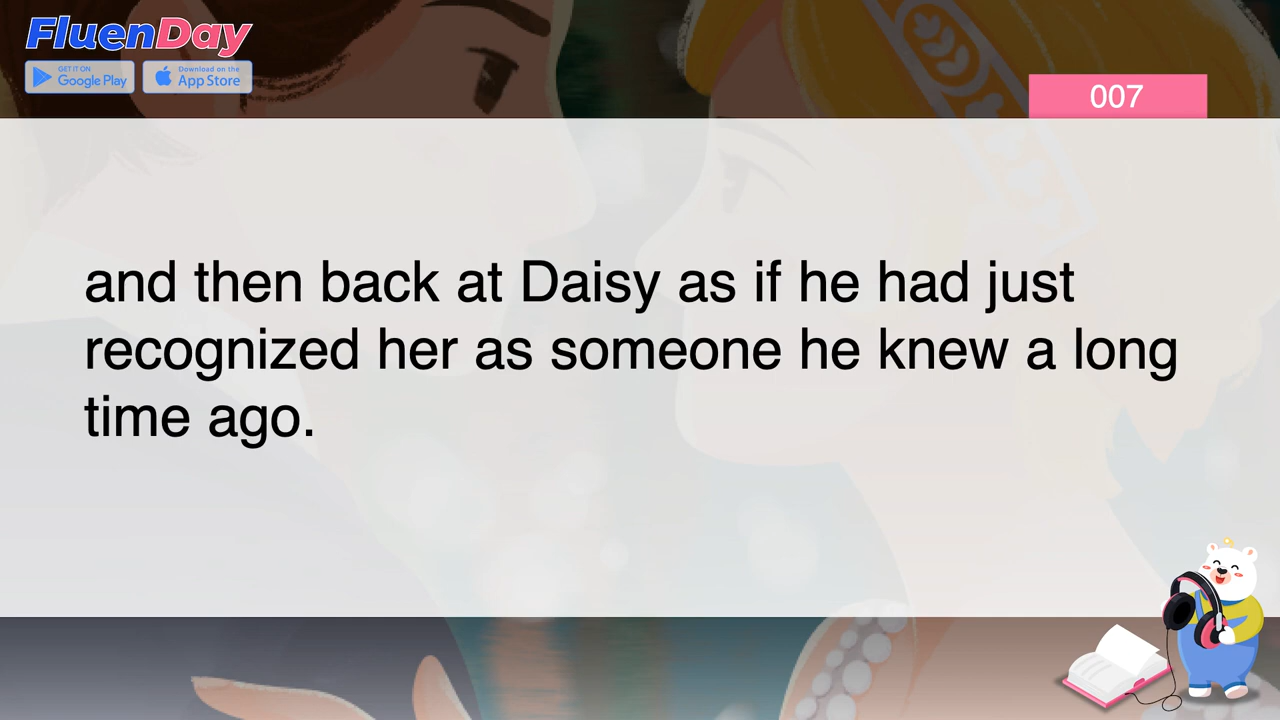 FluenDay
GET IT ON
Google Play
Download on the
App Store
007
and then back at Daisy as if he had just
recognized her as someone he knew a long
time ago.